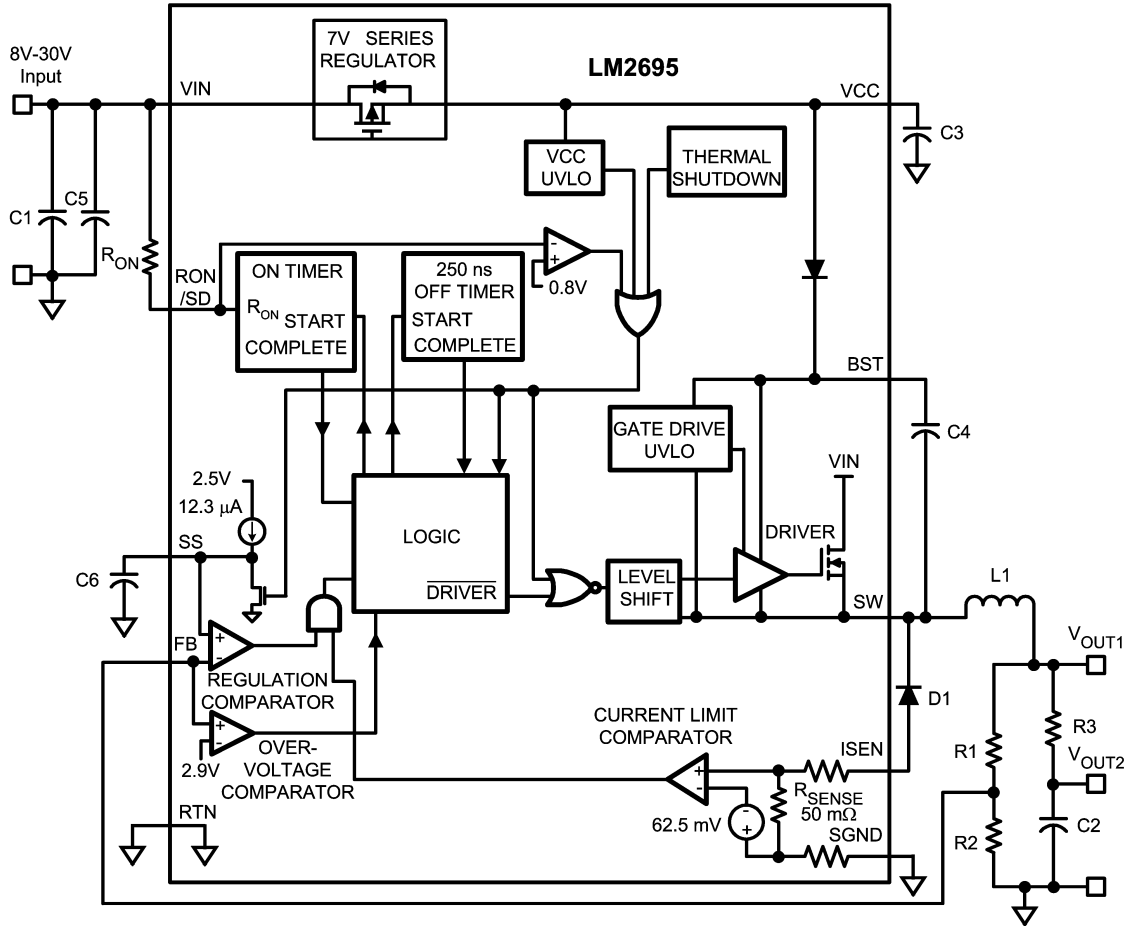 8V-30V
Input
VIN
7V SERIES
REGULATOR
LM2695
VCC
C3
VCC
UVLO
THERMAL
SHUTDOWN
C1
C5
RON
RON
/SD
ON TIMER
RON
START
COMPLETE
250 ns
OFF TIMER
START
COMPLETE
-
+
0.8V
BST
C4
GATE DRIVE
UVLO
VIN
2.5V
12.3 μA
LOGIC
DRIVER
DRIVER
SS
C6
LEVEL
SHIFT
SW
L1
FB
+
-
REGULATION
COMPARATOR
VOUT1
+
-
2.9V
OVER-
VOLTAGE
COMPARATOR
CURRENT LIMIT
COMPARATOR
D1
R1
R3
VOUT2
+
-
ISEN
RSENSE
50 mΩ
62.5 mV
-
+
SGND
RTN
R2
C2